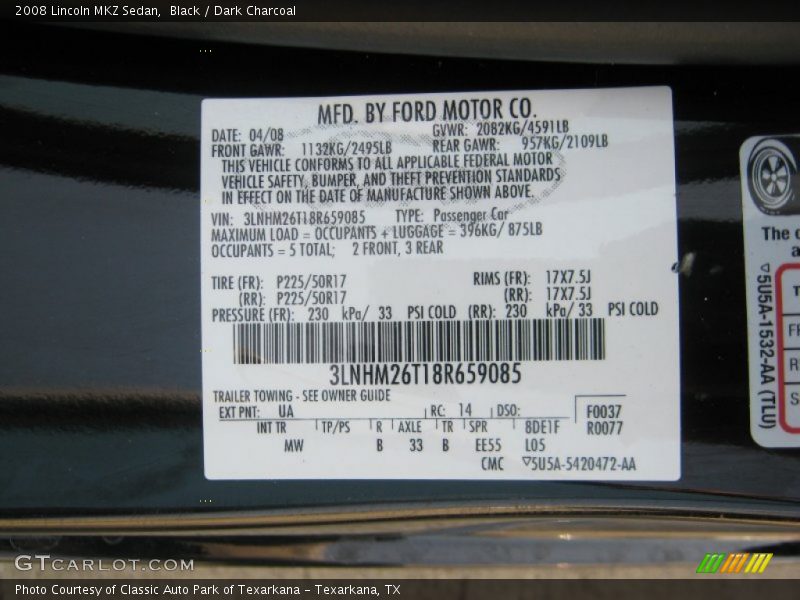 2008 Lincoln MKZ Sedan,  Black / Dark Charcoal
MFD. BY FORD MOTOR CO.
DATE: 04/08 GVWR: 2082KG/4591LB
FRONT GAWR: 1132KG/2495LB REAR GAWR: 957KG/2109LB
THIS VEHICLE CONFORMS TO ALL APPLICABLE FEDERAL MOTOR
VEHICLE SAFETY, BUMPER, AND THEFT PREVENTION STANDARDS
IN EFFECT ON THE DATE OF MANUFACTURE SHOWN ABOVE.
VIN: 3LNHM26T18R659085 TYPE: Passenger Car
MAXIMUM LOAD = OCCUPANTS + LUGGAGE = 396KG/ 875LB
OCCUPANTS = 5 TOTAL; 2 FRONT, 3 REAR
TIRE (FR): P225/50R17 RIMS (FR): 17X7.5J
(RR): P225/50R17 (RR): 17X7.5J
PRESSURE (FR): 230 kPa/ 33 PSI COLD (RR): 230 kPa/ 33 PSI COLD
3LNHM26T18R659085
TRAILER TOWING - SEE OWNER GUIDE
EXT PNT: UA RC: 14 DSO: F0037
INT TR TP/PS R AXLE TR SPR 8DE1F R0077
MW B 33 B EE55 L05
CMC ▽5U5A-5420472-AA
The
▽5U5A-1532-AA (TLU)
GTCARLOT.COM
Photo Courtesy of Classic Auto Park of Texarkana – Texarkana, TX